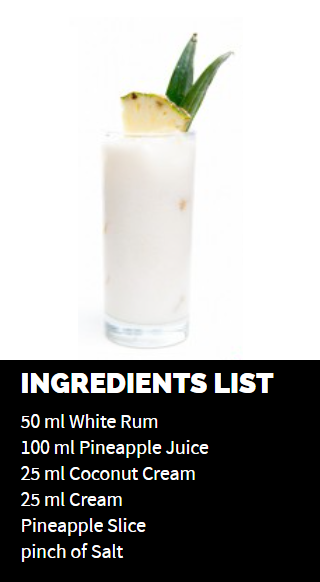 INGREDIENTS LIST
50 ml White Rum
100 ml Pineapple Juice
25 ml Coconut Cream
25 ml Cream
Pineapple Slice
pinch of Salt